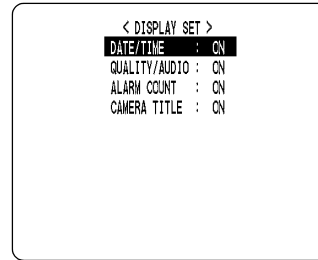 < DISPLAY SET >
DATE/TIME : ON
QUALITY/AUDIO : ON
ALARM COUNT : ON
CAMERA TITLE : ON